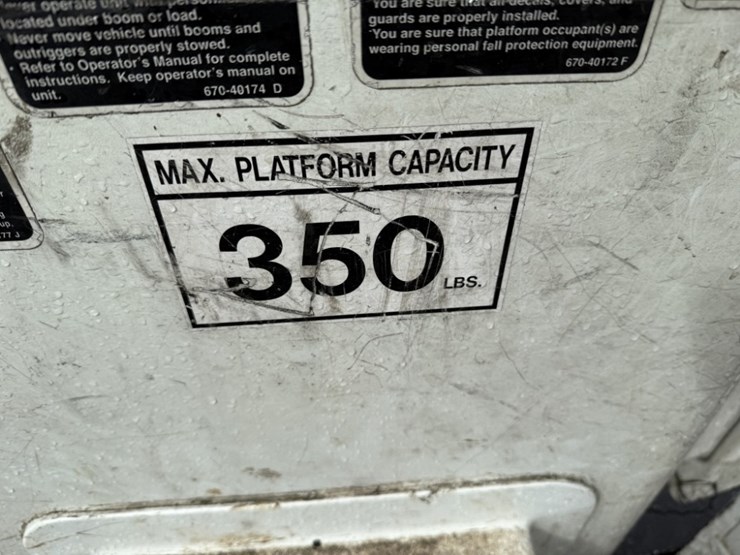 located under boom or load.
Never move vehicle until booms and
outriggers are properly stowed.
Refer to Operator's Manual for complete
instructions. Keep operator's manual on
unit.
670-40174 D
You are sure that all decals, covers, and
guards are properly installed.
·You are sure that platform occupant(s) are
wearing personal fall protection equipment.
670-40172 F
MAX. PLATFORM CAPACITY
350 LBS.